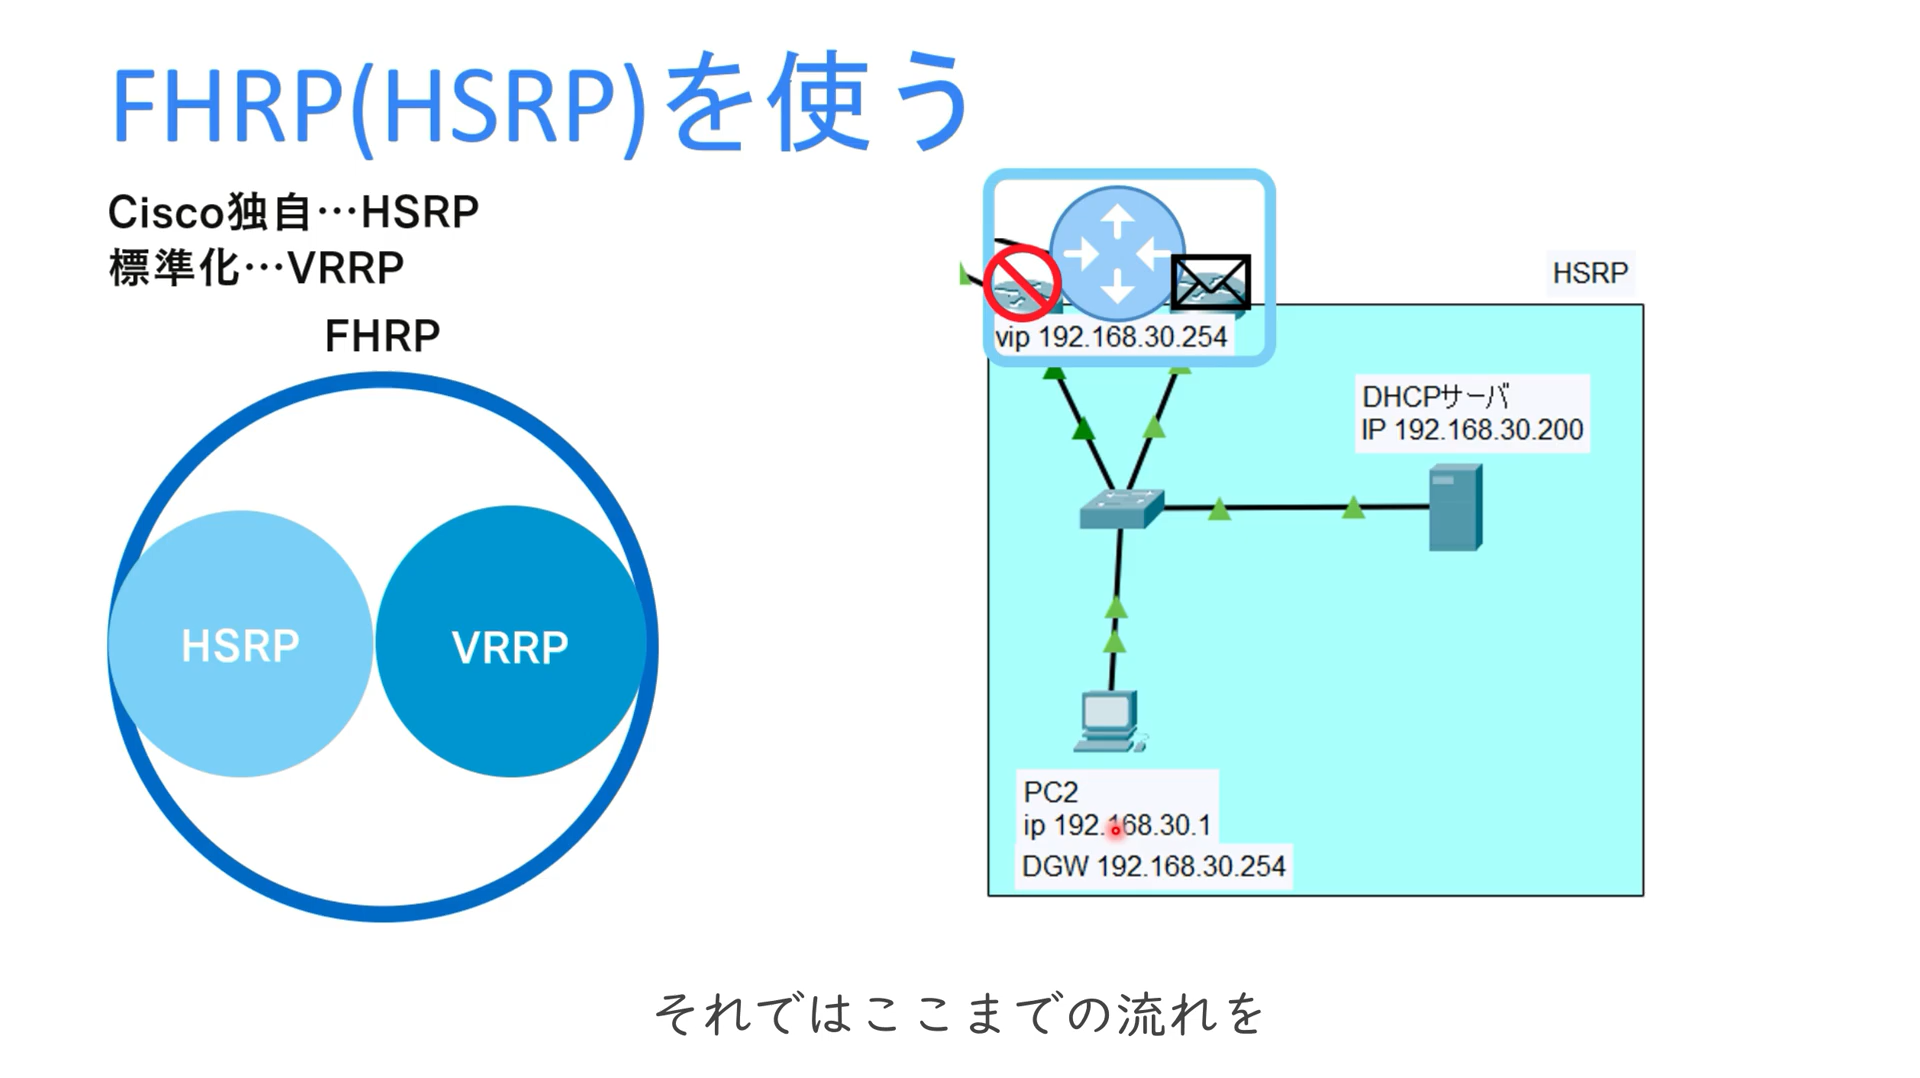 FHRP(HSRP)を使う
Cisco独自…HSRP
標準化…VRRP
FHRP
HSRP
VRRP
HSRP
vip 192.168.30.254
DHCPサーバ
IP 192.168.30.200
PC2
ip 192.168.30.1
DGW 192.168.30.254
それではここまでの流れを